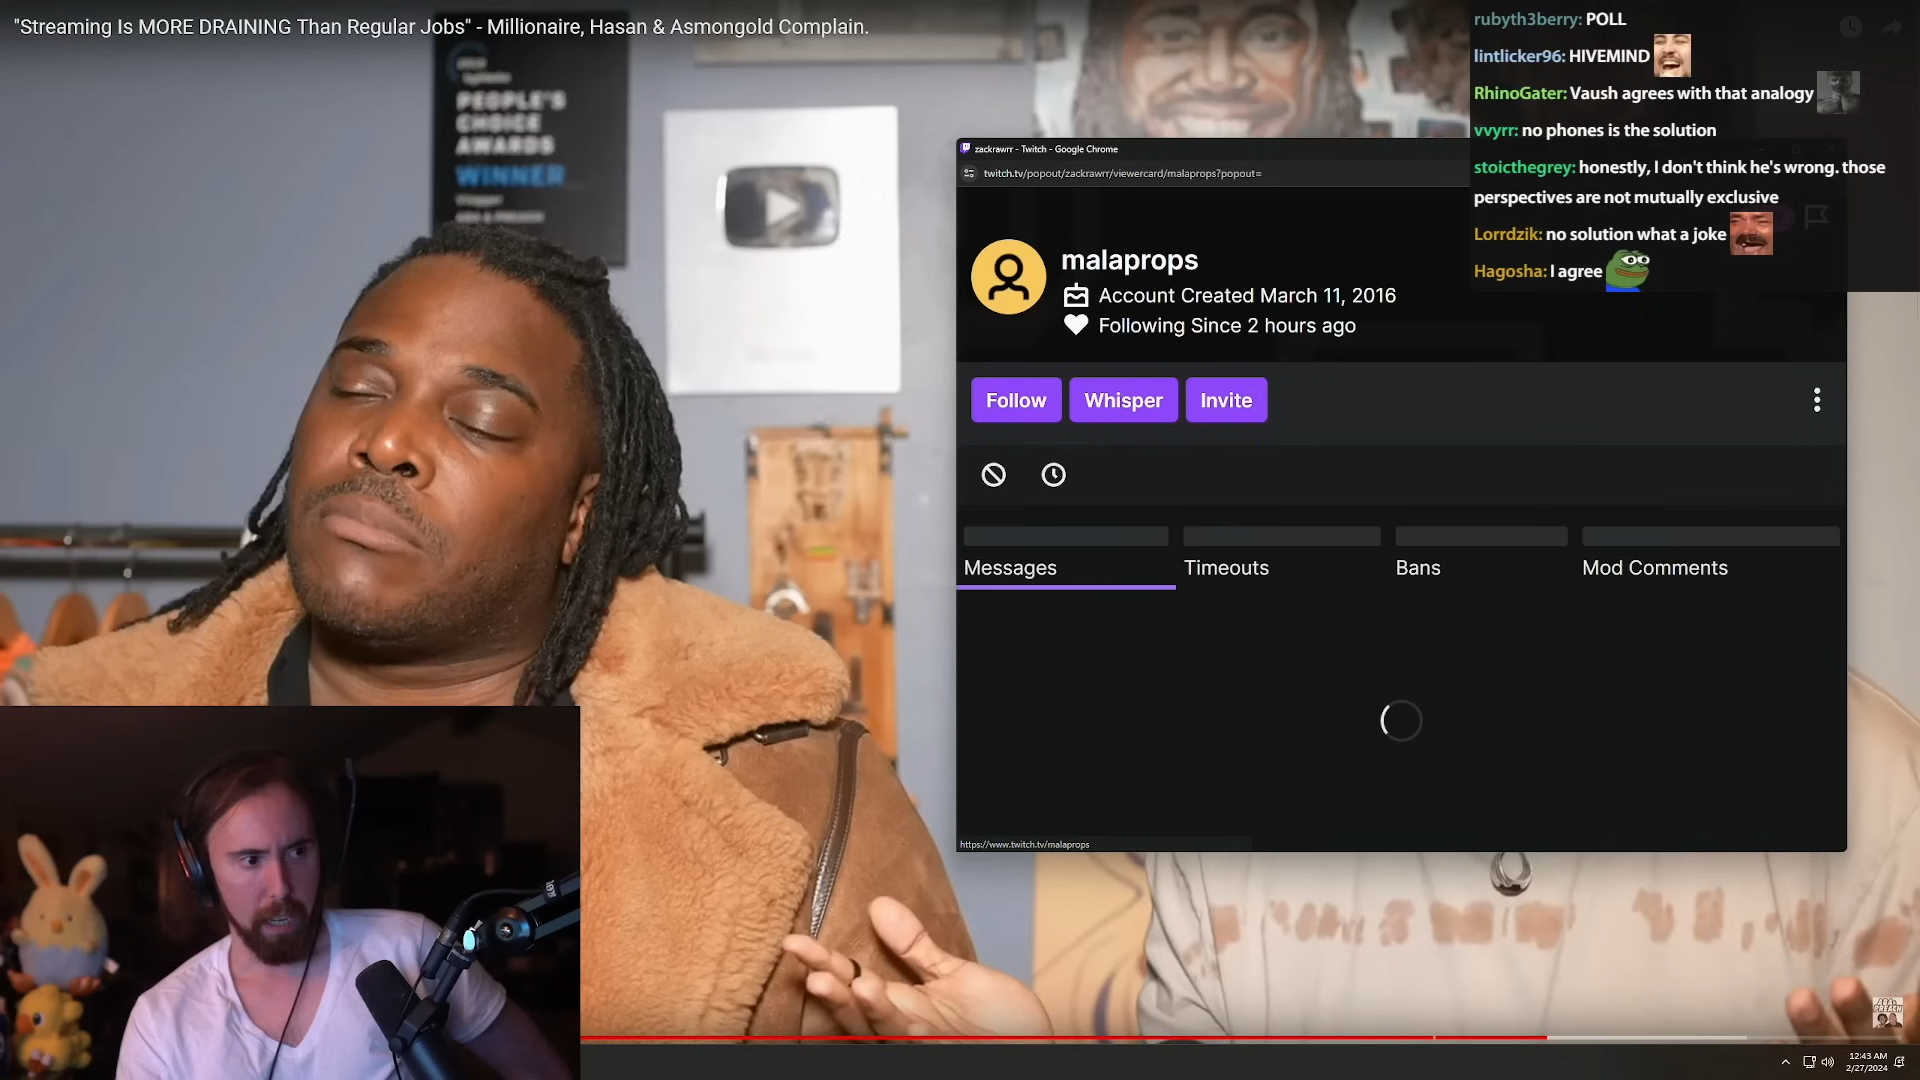 "Streaming Is MORE DRAINING Than Regular Jobs" - Millionaire, Hasan & Asmongold Complain.
PEOPLE'S
CHOICE
AWARDS
WINNER
rubyth3berry: POLL
lintlicker96: HIVEMIND
RhinoGater: Vaush agrees with that analogy
vvyrr: no phones is the solution
stoicthegrey: honestly, I don't think he's wrong. those
perspectives are not mutually exclusive
Lorrdzik: no solution what a joke
Hagosha: I agree
zackrawrr - Twitch - Google Chrome
twitch.tv/popout/zackrawrr/viewercard/malaprops?popout=
malaprops
Account Created March 11, 2016
Following Since 2 hours ago
Follow
Whisper
Invite
Messages
Timeouts
Bans
Mod Comments
https://www.twitch.tv/malaprops
PREACH
12:43 AM
2/27/2024